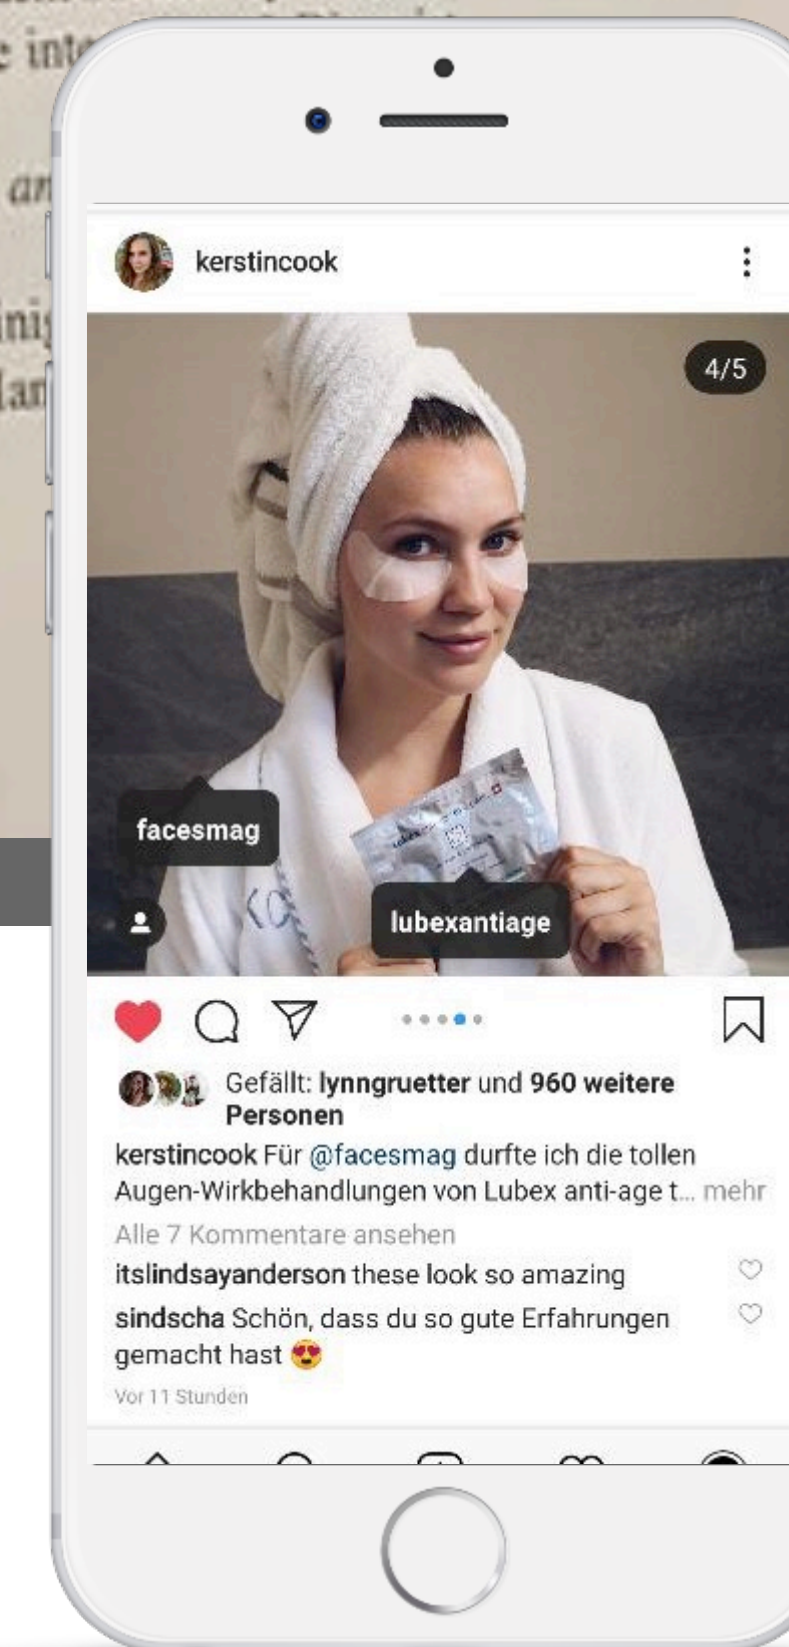 kerstincook
4/5
facesmag
lubexantiage
Gefällt: lynngruetter und 960 weitere
Personen
kerstincook Für @facesmag durfte ich die tollen
Augen-Wirkbehandlungen von Lubex anti-age t... mehr
Alle 7 Kommentare ansehen
itslindsayanderson these look so amazing
sindscha Schön, dass du so gute Erfahrungen
gemacht hast 😍
Vor 11 Stunden